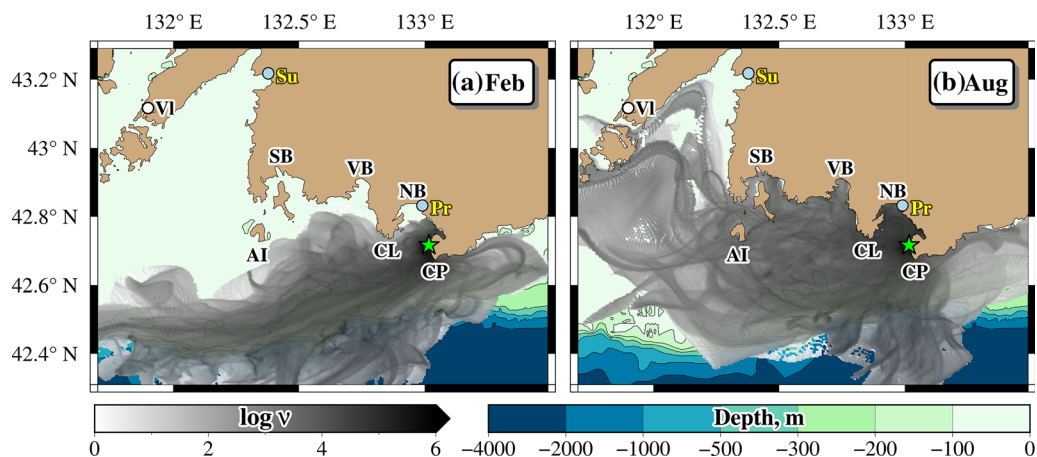 132° E 132.5° E 133° E 132° E 132.5° E 133° E
43.2° N
43° N
42.8° N
42.6° N
42.4° N
(a) Feb
Su
Vl
SB
VB
NB
Pr
AI
CL
CP
(b) Aug
Su
Vl
SB
VB
NB
Pr
AI
CL
CP
log ν
0 2 4 6
Depth, m
−4000 −2000 −1000 −500 −200 −100 0